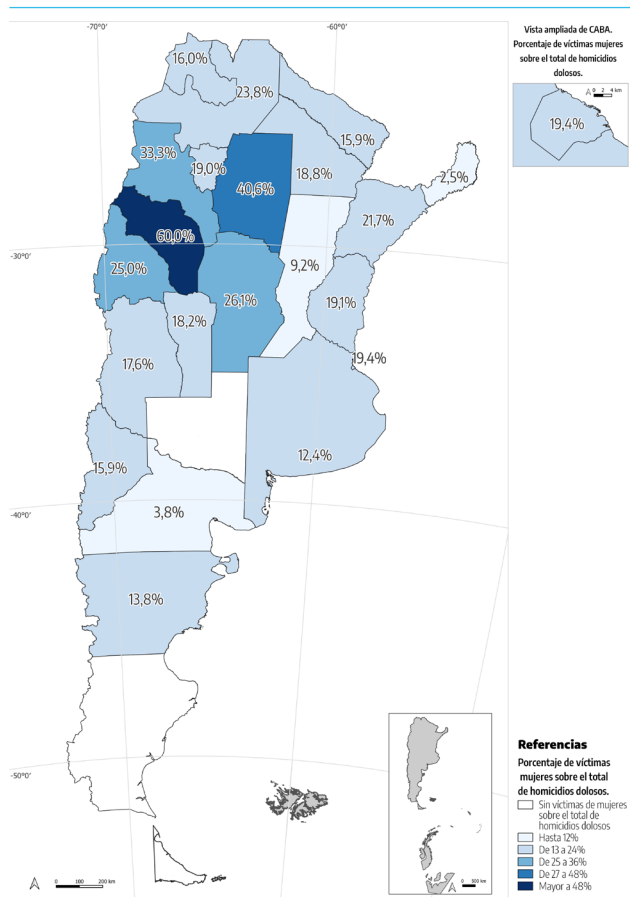 -70°0'
-60°0'
Vista ampliada de CABA.
Porcentaje de víctimas mujeres
sobre el total de homicidios
dolosos.
A 0 2 4 km
19,4%
16,0%
23,8%
15,9%
33,3%
19,0%
18,8%
2,5%
40,6%
21,7%
60,0%
-30°0'
9,2%
25,0%
26,1%
19,1%
18,2%
17,6%
19,4%
12,4%
15,9%
3,8%
-40°0'
13,8%
-50°0'
A
0 100 200 km
A 0 500 km
Referencias
Porcentaje de víctimas
mujeres sobre el total
de homicidios dolosos.
Sin víctimas de mujeres
sobre el total de
homicidios dolosos
Hasta 12%
De 13 a 24%
De 25 a 36%
De 27 a 48%
Mayor a 48%